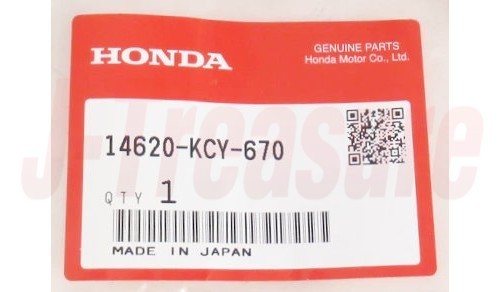 HONDA
GENUINE PARTS
Honda Motor Co., Ltd.
14620-KCY-670
QTY 1
MADE IN JAPAN
J-Treasure